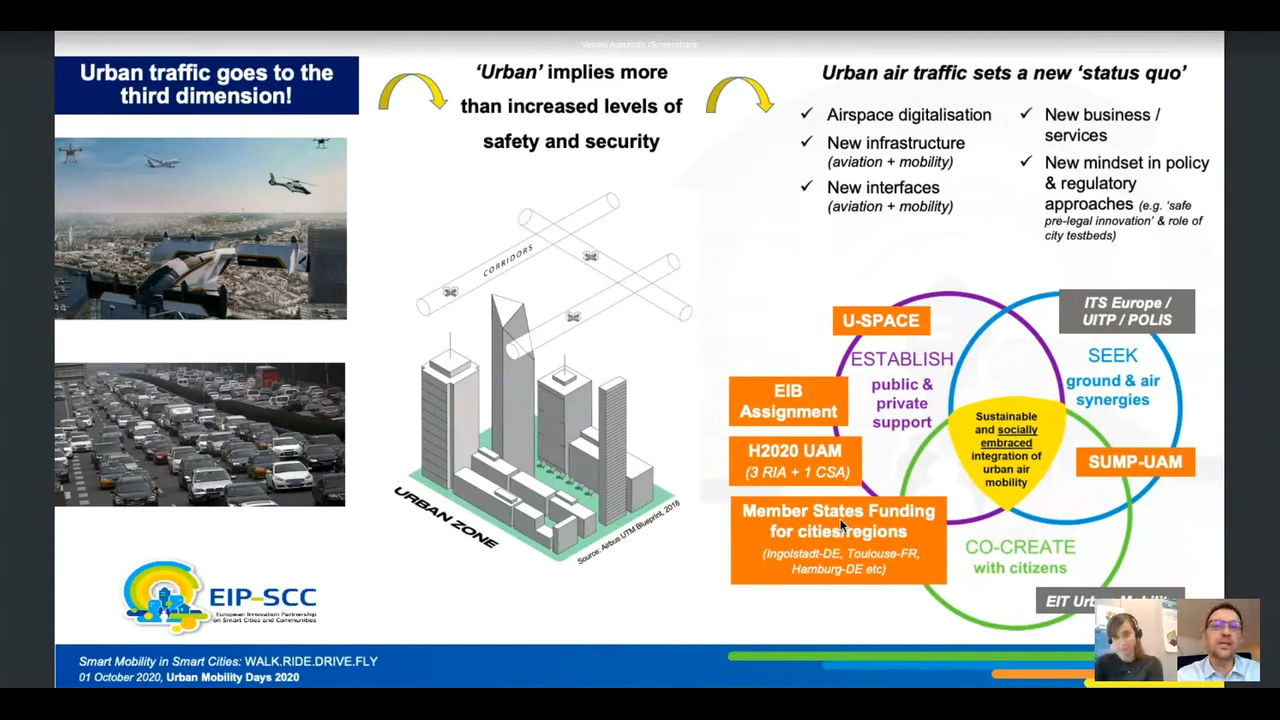 Urban traffic goes to the
third dimension!
‘Urban’ implies more
than increased levels of
safety and security
Urban air traffic sets a new ‘status quo’
✓ Airspace digitalisation
✓ New infrastructure
(aviation + mobility)
✓ New interfaces
(aviation + mobility)
✓ New business /
services
✓ New mindset in policy
& regulatory
approaches (e.g. ‘safe
pre-legal innovation’ & role of
city testbeds)
CORRIDORS
URBAN ZONE
Source: Airbus UTM Blueprint, 2018
U-SPACE
ESTABLISH
public &
private
support
EIB
Assignment
H2020 UAM
(3 RIA + 1 CSA)
Member States Funding
for cities/regions
(Ingolstadt-DE, Toulouse-FR,
Hamburg-DE etc)
ITS Europe /
UITP / POLIS
SEEK
ground & air
synergies
Sustainable
and socially
embraced
integration of
urban air
mobility
SUMP-UAM
CO-CREATE
with citizens
EIT Urban Mobility
EIP-SCC
European Innovation Partnership
on Smart Cities and Communities
Smart Mobility in Smart Cities: WALK.RIDE.DRIVE.FLY
01 October 2020, Urban Mobility Days 2020